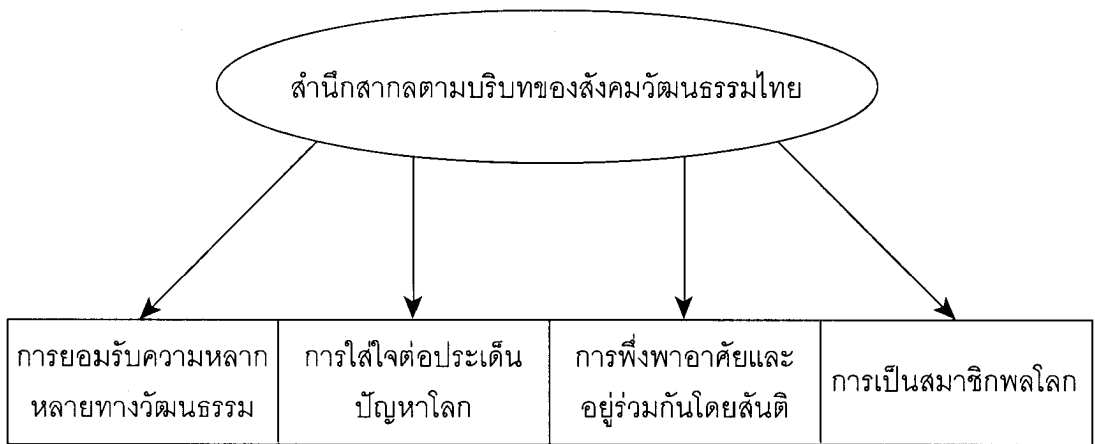 สำนึกสากลตามบริบทของสังคมวัฒนธรรมไทย
การยอมรับความหลาก
หลายทางวัฒนธรรม
การใส่ใจต่อประเด็น
ปัญหาโลก
การพึ่งพาอาศัยและ
อยู่ร่วมกันโดยสันติ
การเป็นสมาชิกพลโลก